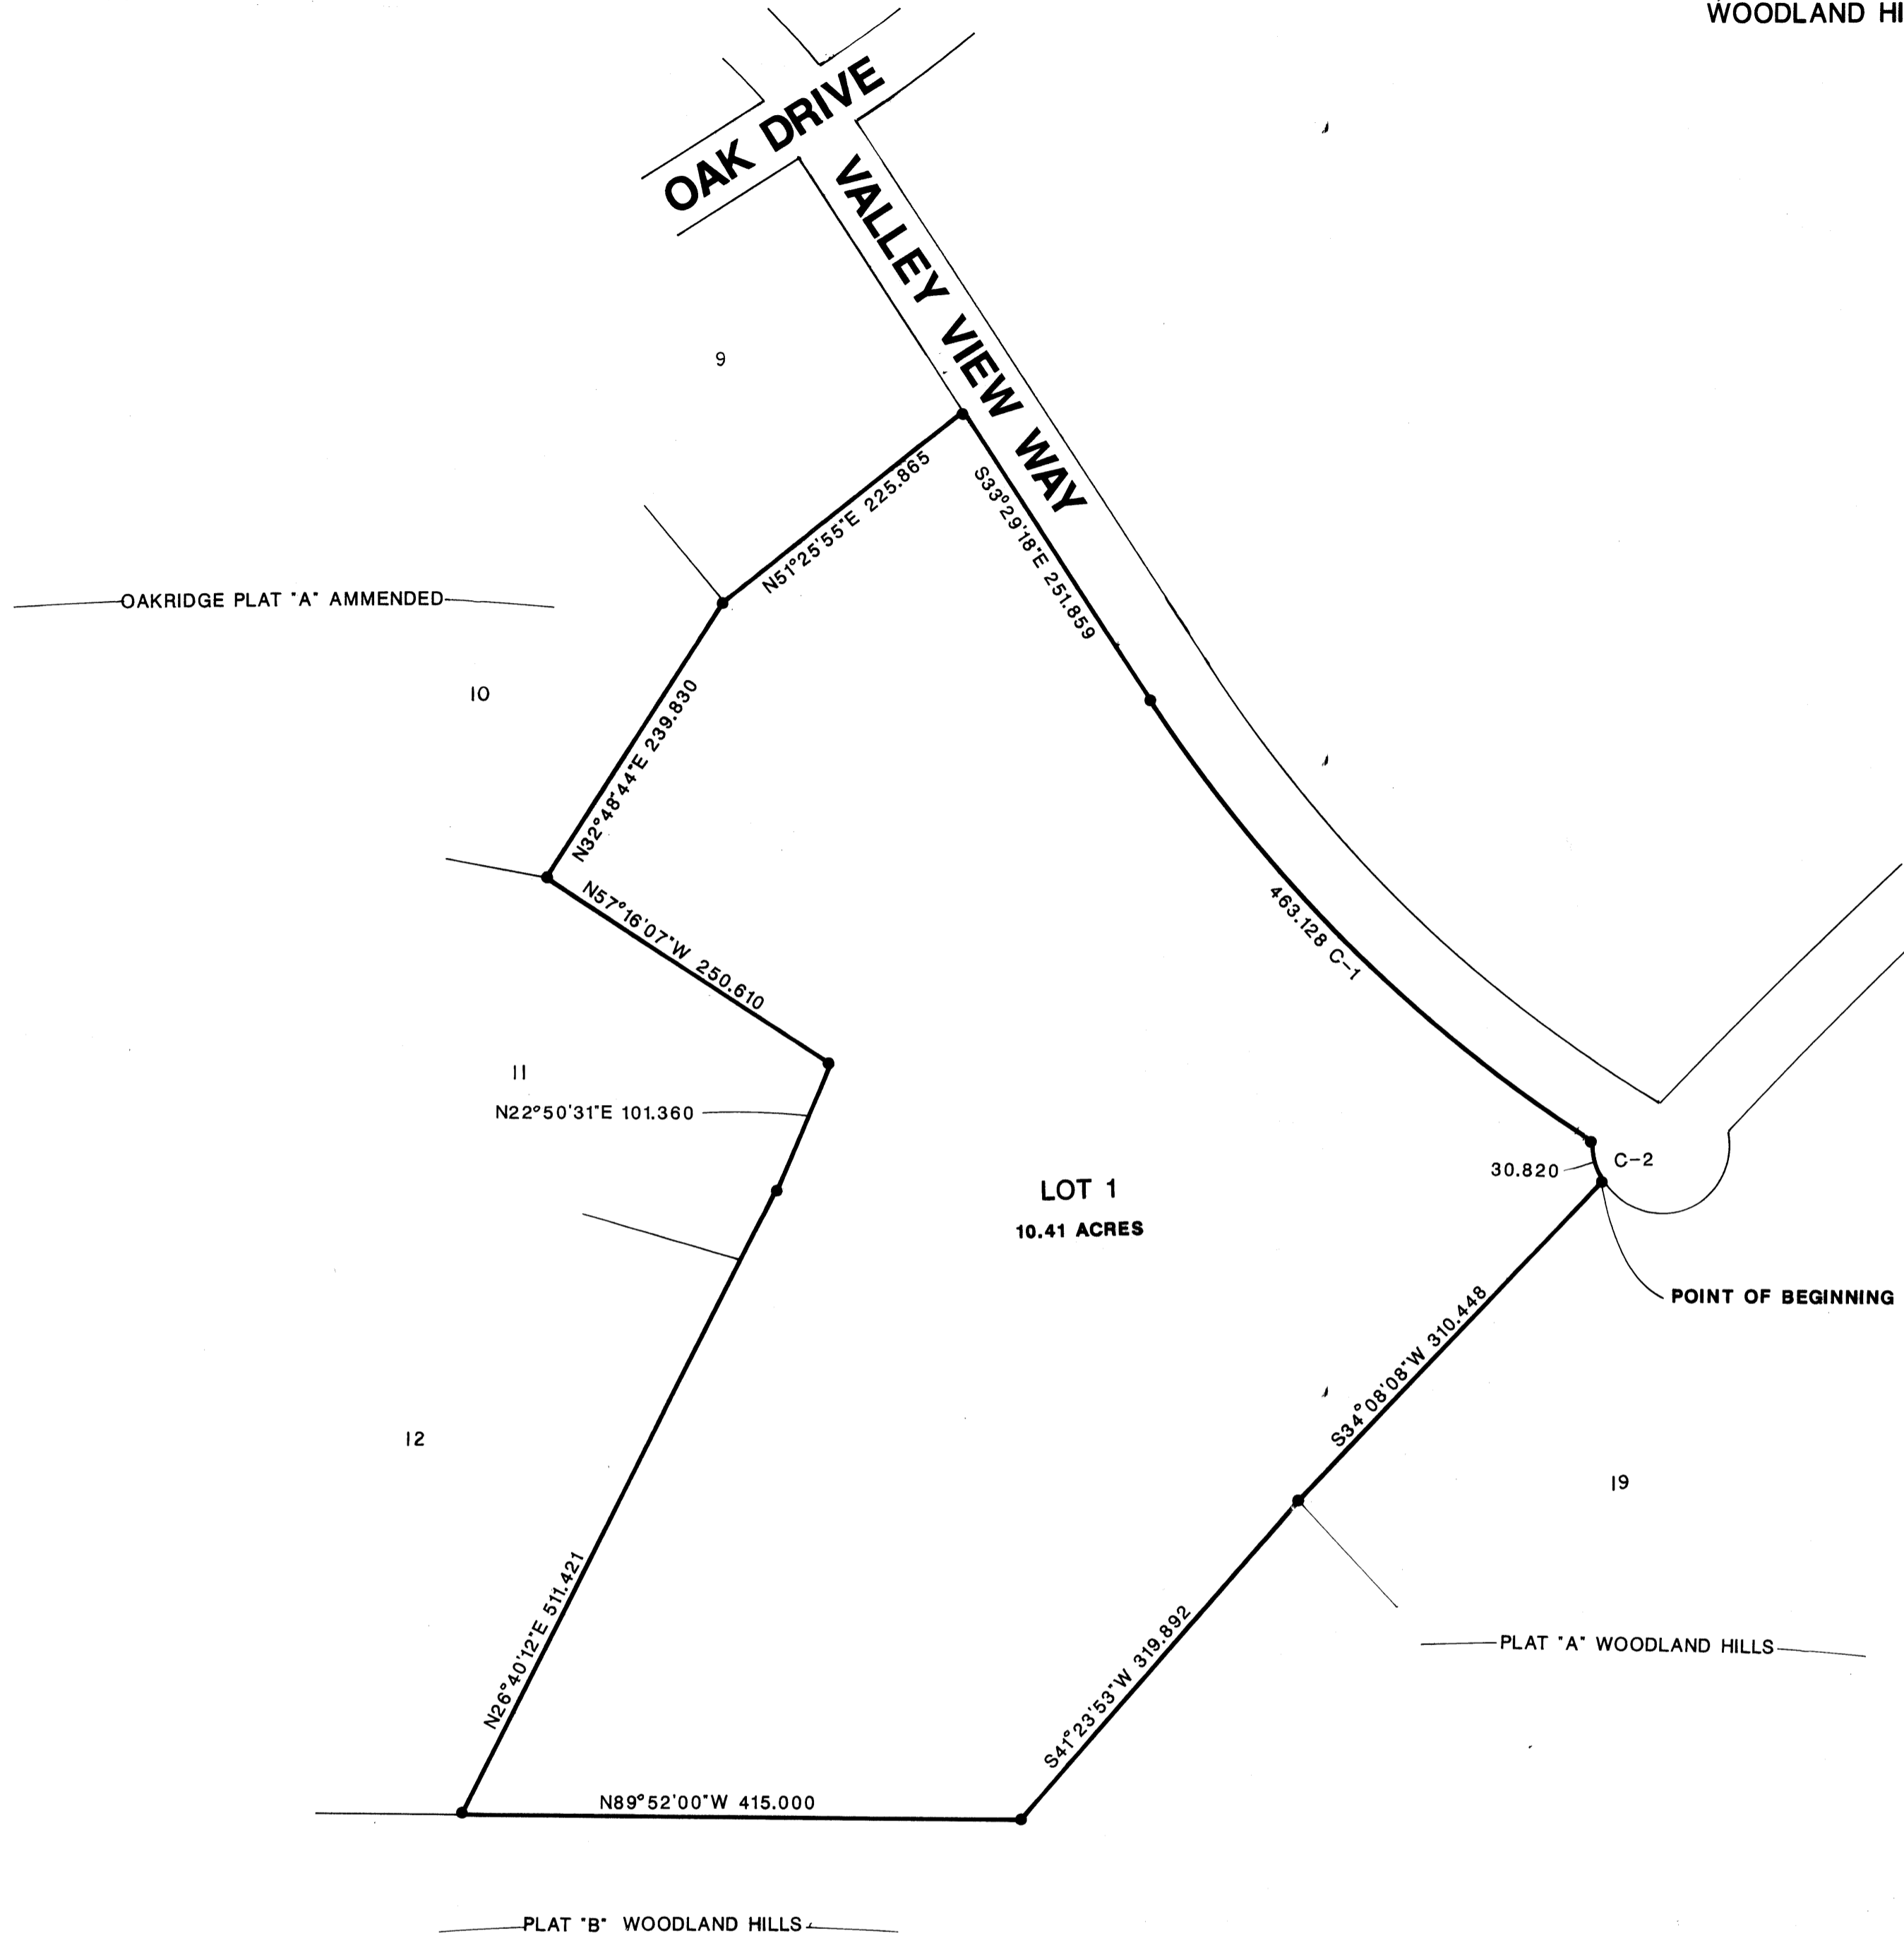 WOODLAND HI
OAK DRIVE
VALLEY VIEW WAY
9
N51°25'55"E 225.865
S33°29'18"E 251.859
OAKRIDGE PLAT "A" AMMENDED
10
N32°48'44"E 239.830
N57°16'07"W 250.610
463.128 C-1
11
N22°50'31"E 101.360
C-2
30.820
LOT 1
10.41 ACRES
POINT OF BEGINNING
S34°08'08"W 310.448
12
19
N26°40'12"E 511.421
S41°23'53"W 319.892
PLAT "A" WOODLAND HILLS
N89°52'00"W 415.000
PLAT "B" WOODLAND HILLS